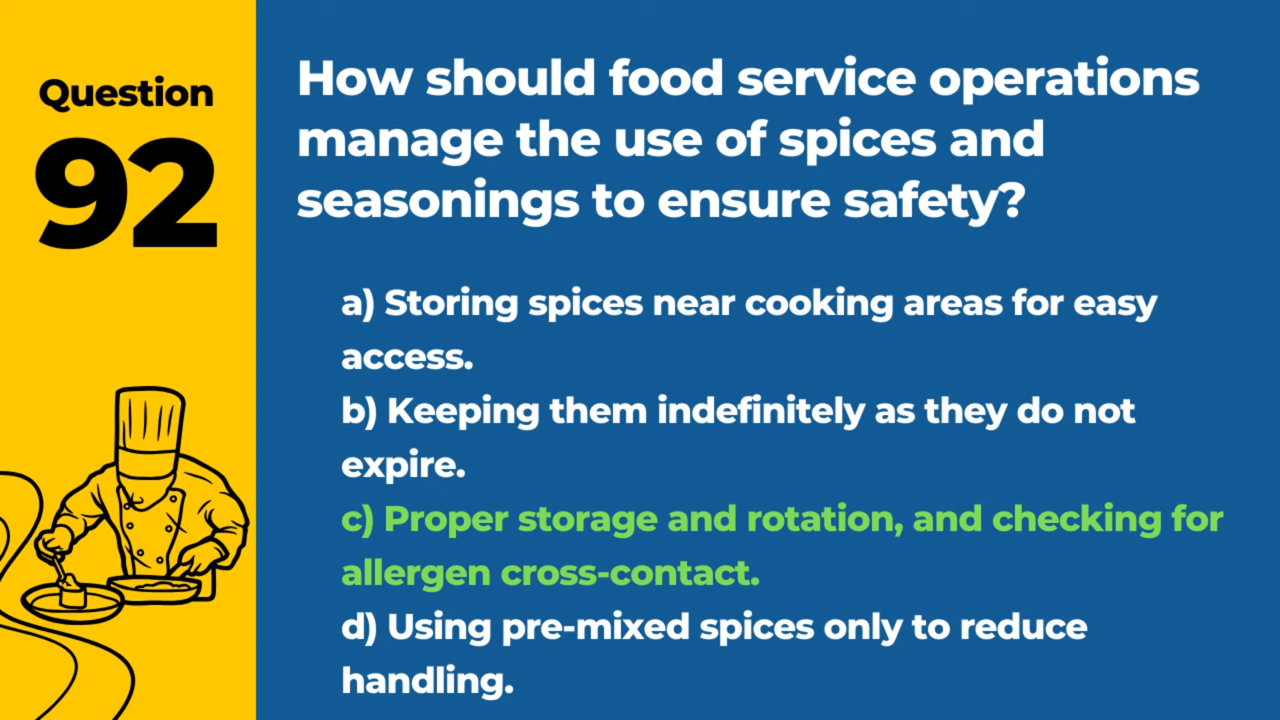 Question
92
How should food service operations
manage the use of spices and
seasonings to ensure safety?
a) Storing spices near cooking areas for easy
access.
b) Keeping them indefinitely as they do not
expire.
c) Proper storage and rotation, and checking for
allergen cross-contact.
d) Using pre-mixed spices only to reduce
handling.